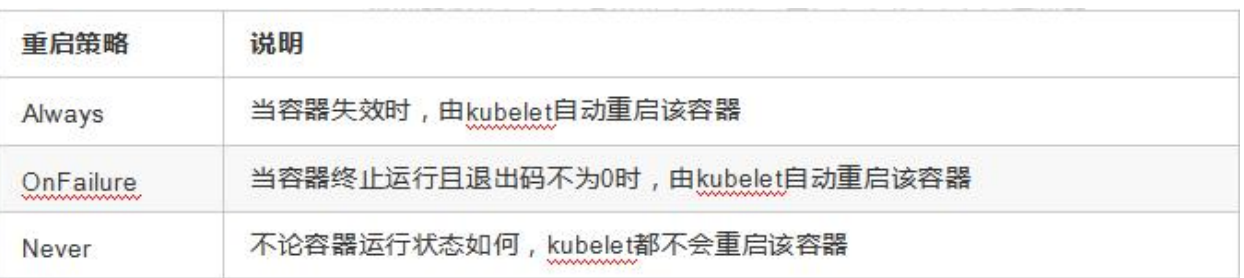 重启策略 说明
Always 当容器失效时，由kubelet自动重启该容器
OnFailure 当容器终止运行且退出码不为0时，由kubelet自动重启该容器
Never 不论容器运行状态如何，kubelet都不会重启该容器